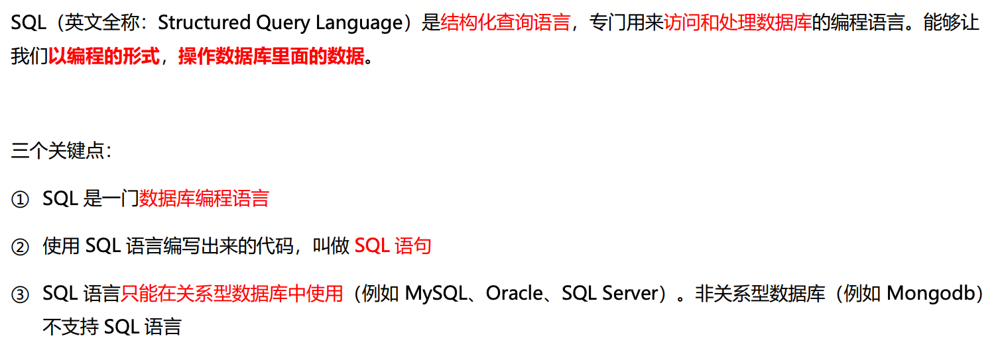 SQL（英文全称：Structured Query Language）是结构化查询语言，专门用来访问和处理数据库的编程语言。能够让
我们以编程的形式，操作数据库里面的数据。
三个关键点：
① SQL 是一门数据库编程语言
② 使用 SQL 语言编写出来的代码，叫做 SQL 语句
③ SQL 语言只能在关系型数据库中使用（例如 MySQL、Oracle、SQL Server）。非关系型数据库（例如 Mongodb）
不支持 SQL 语言